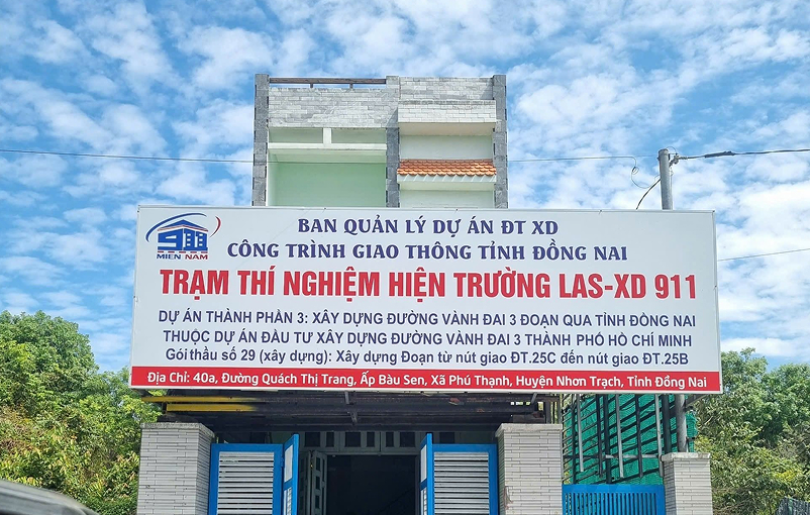 911
MIỀN NAM
BAN QUẢN LÝ DỰ ÁN ĐT XD
CÔNG TRÌNH GIAO THÔNG TỈNH ĐỒNG NAI
TRẠM THÍ NGHIỆM HIỆN TRƯỜNG LAS-XD 911
DỰ ÁN THÀNH PHẦN 3: XÂY DỰNG ĐƯỜNG VÀNH ĐAI 3 ĐOẠN QUA TỈNH ĐỒNG NAI
THUỘC DỰ ÁN ĐẦU TƯ XÂY DỰNG ĐƯỜNG VÀNH ĐAI 3 THÀNH PHỐ HỒ CHÍ MINH
Gói thầu số 29 (xây dựng): Xây dựng Đoạn từ nút giao ĐT.25C đến nút giao ĐT.25B
Địa Chỉ: 40a, Đường Quách Thị Trang, Ấp Bàu Sen, Xã Phú Thạnh, Huyện Nhơn Trạch, Tỉnh Đồng Nai